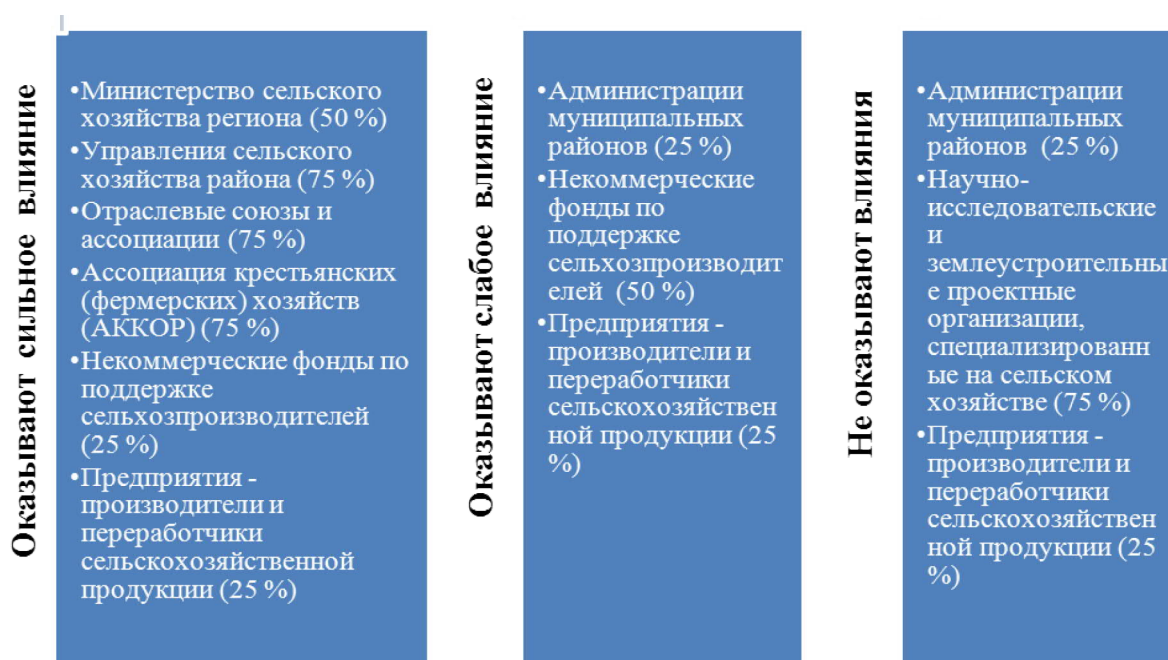 Оказывают сильное влияние
•Министерство сельского
хозяйства региона (50 %)
•Управления сельского
хозяйства района (75 %)
•Отраслевые союзы и
ассоциации (75 %)
•Ассоциация крестьянских
(фермерских) хозяйств
(АККОР) (75 %)
•Некоммерческие фонды по
поддержке
сельхозпроизводителей
(25 %)
•Предприятия -
производители и
переработчики
сельскохозяйственной
продукции (25 %)
Оказывают слабое влияние
•Администрации
муниципальных
районов (25 %)
•Некоммерческие
фонды по
поддержке
сельхозпроизводит
елей (50 %)
•Предприятия -
производители и
переработчики
сельскохозяйствен
ной продукции (25
%)
Не оказывают влияния
•Администрации
муниципальных
районов (25 %)
•Научно-
исследовательские
и
землеустроительны
е проектные
организации,
специализированн
ые на сельском
хозяйстве (75 %)
•Предприятия -
производители и
переработчики
сельскохозяйствен
ной продукции (25
%)